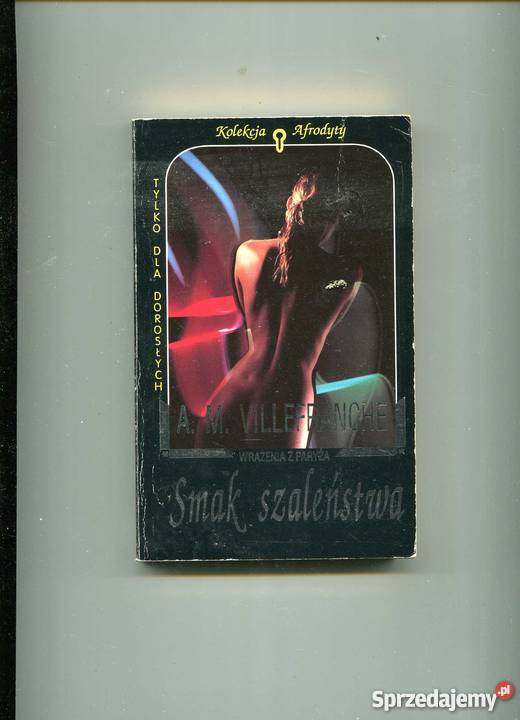 Kolekcja Afrodyty
TYLKO DLA DOROSŁYCH
A. M. VILLEFRANCHE
WRAŻENIA Z PARYŻA
Smak szaleństwa
Sprzedajemy.pl